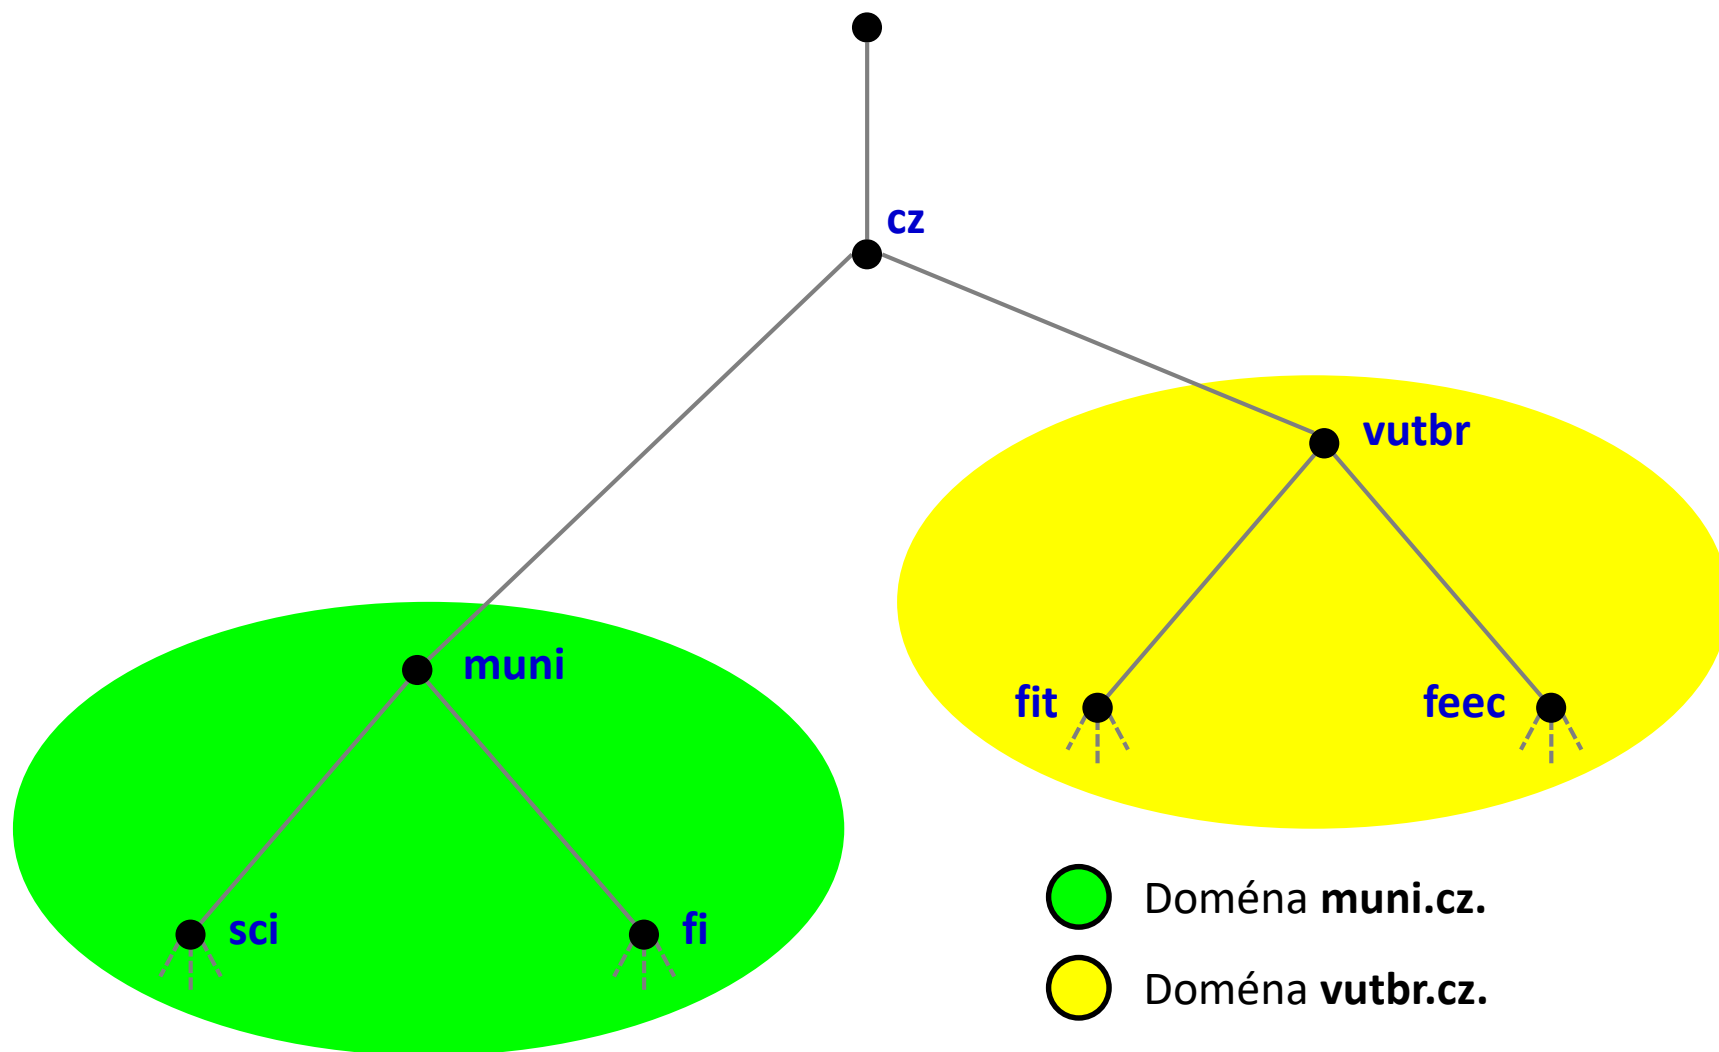 cz
vutbr
muni
fit
feec
sci
fi
Doména muni.cz.
Doména vutbr.cz.